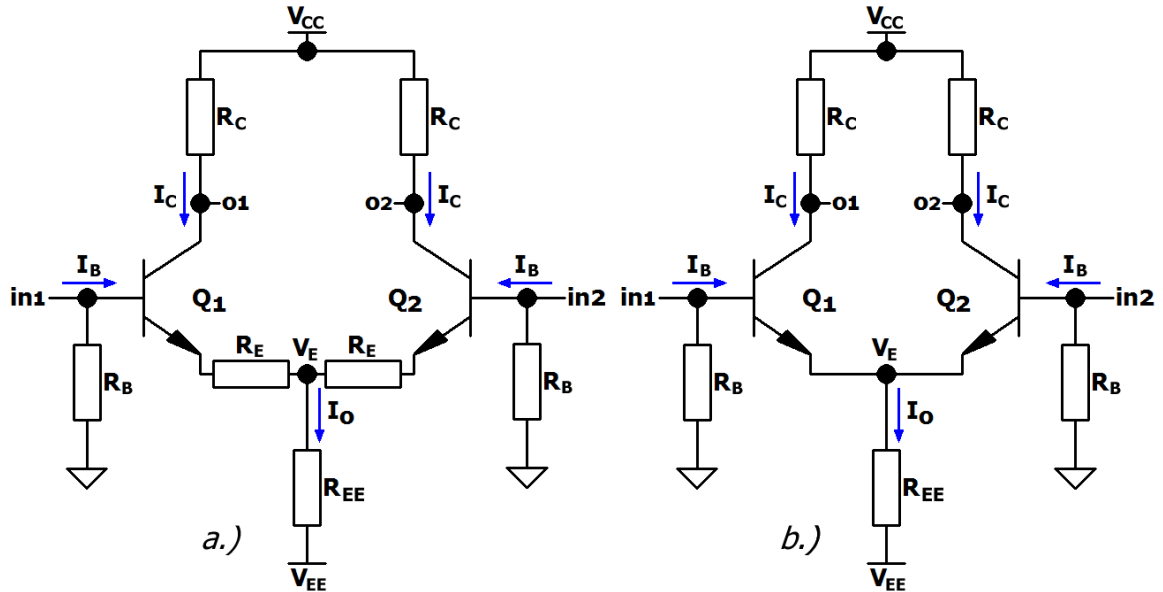 VCC
RC
RC
IC
o1
o2
IC
IB
in1
Q1
Q2
IB
in2
RE
VE
RE
RB
IO
RB
REE
VEE
a.)
VCC
RC
RC
IC
o1
o2
IC
IB
in1
Q1
Q2
IB
in2
VE
RB
IO
RB
REE
VEE
b.)